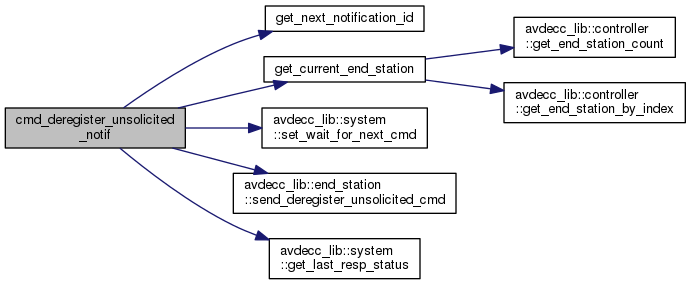 get_next_notification_id
get_current_end_station
avdecc_lib::controller
::get_end_station_count
avdecc_lib::controller
::get_end_station_by_index
cmd_deregister_unsolicited
_notif
avdecc_lib::system
::set_wait_for_next_cmd
avdecc_lib::end_station
::send_deregister_unsolicited_cmd
avdecc_lib::system
::get_last_resp_status